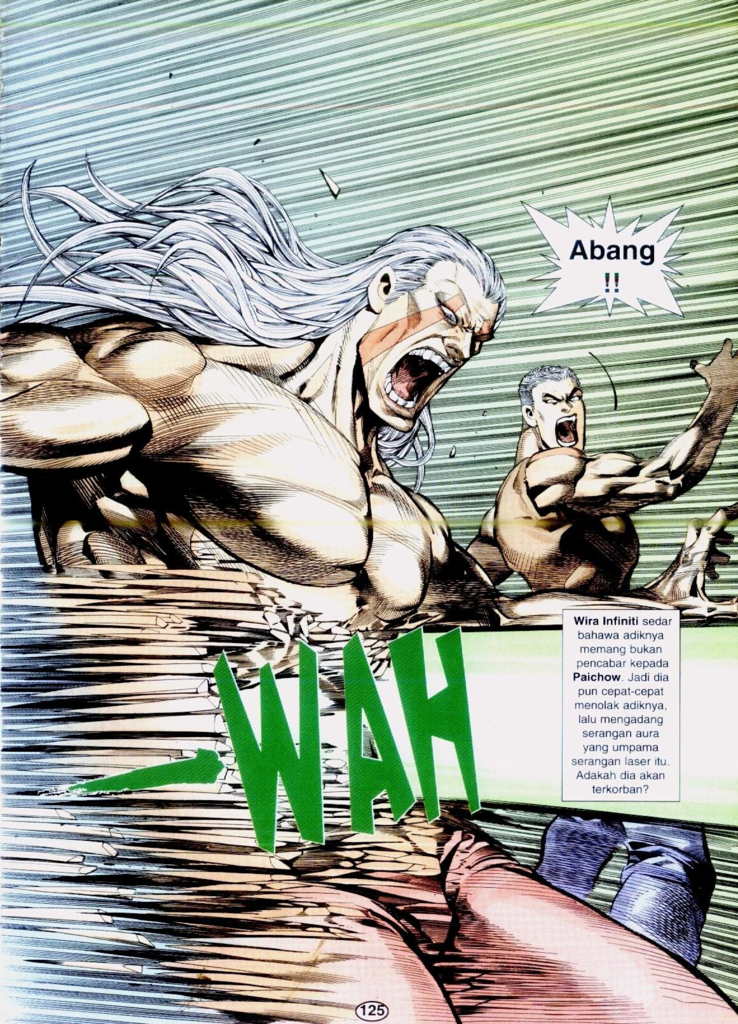 Abang
!!
Wira Infiniti sedar
bahawa adiknya
memang bukan
pencabar kepada
Paichow. Jadi dia
pun cepat-cepat
menolak adiknya,
lalu mengadang
serangan aura
yang umpama
serangan laser itu.
Adakah dia akan
terkorban?
WAH
125